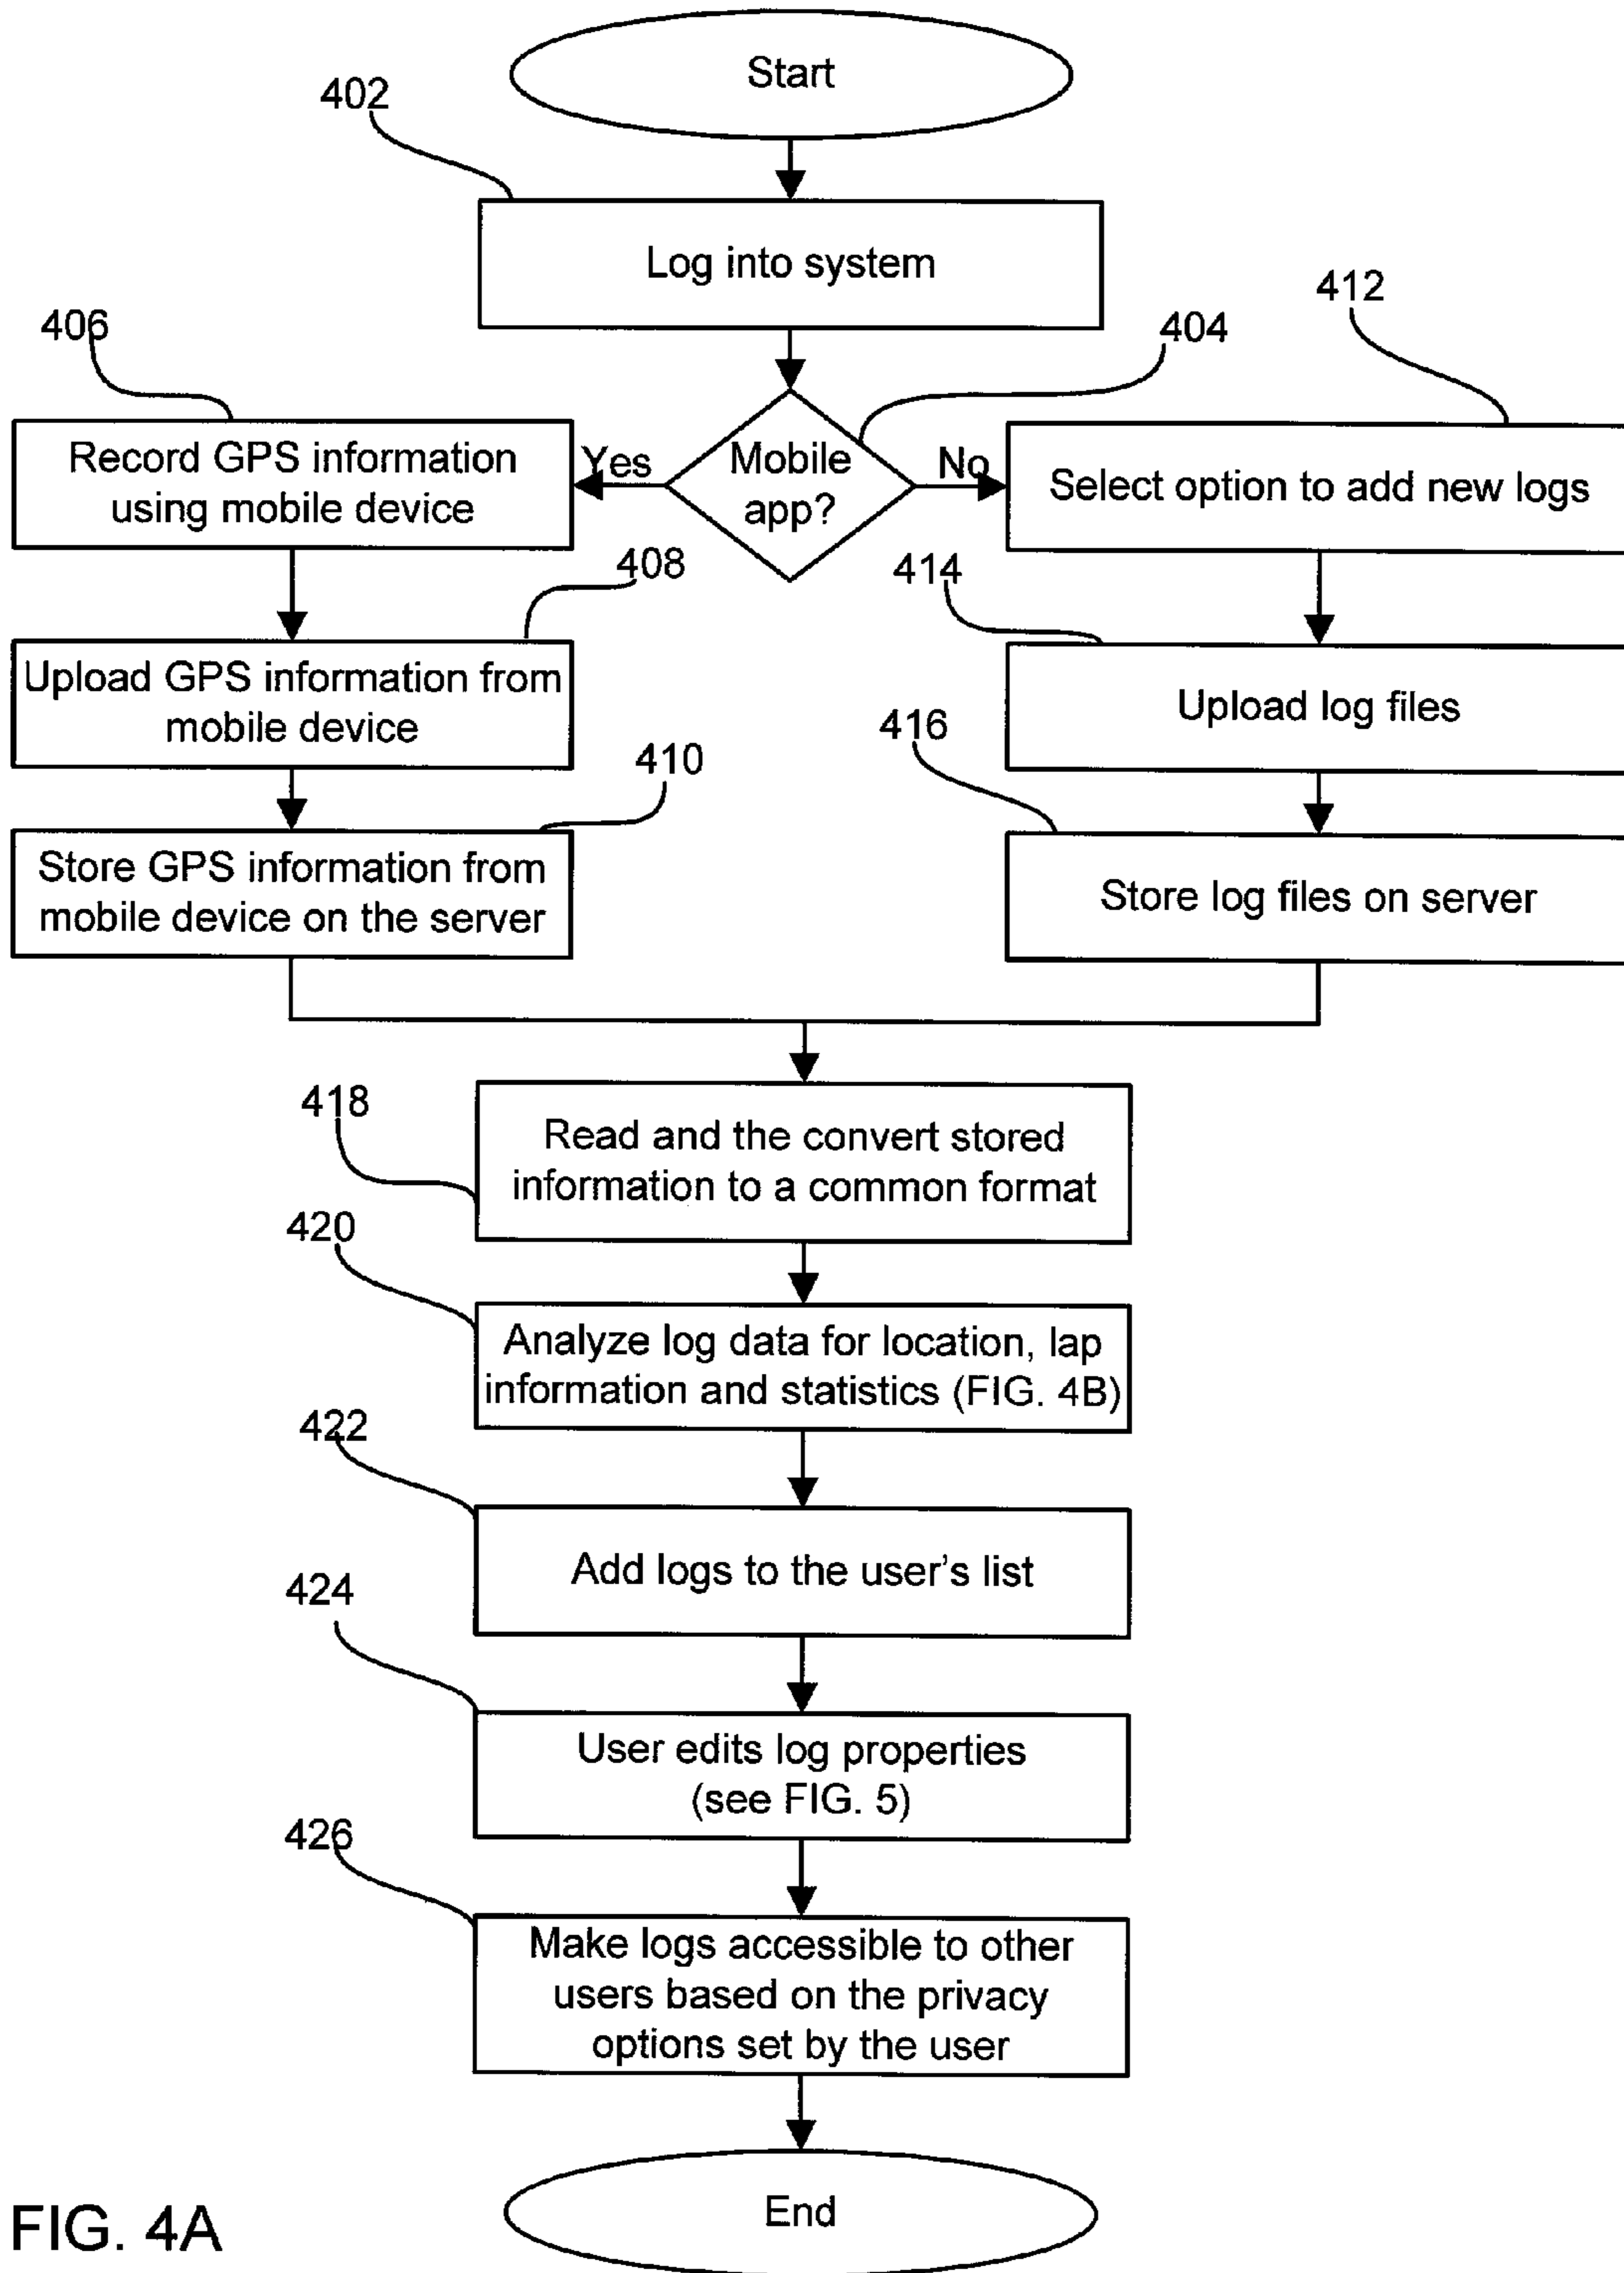 Start
402
Log into system
412
404
406
Record GPS information
using mobile device
Yes
Mobile
app?
No
Select option to add new logs
408
414
Upload GPS information from
mobile device
Upload log files
416
410
Store GPS information from
mobile device on the server
Store log files on server
418
Read and the convert stored
information to a common format
420
Analyze log data for location, lap
information and statistics (FIG. 4B)
422
Add logs to the user's list
424
User edits log properties
(see FIG. 5)
426
Make logs accessible to other
users based on the privacy
options set by the user
End
FIG. 4A